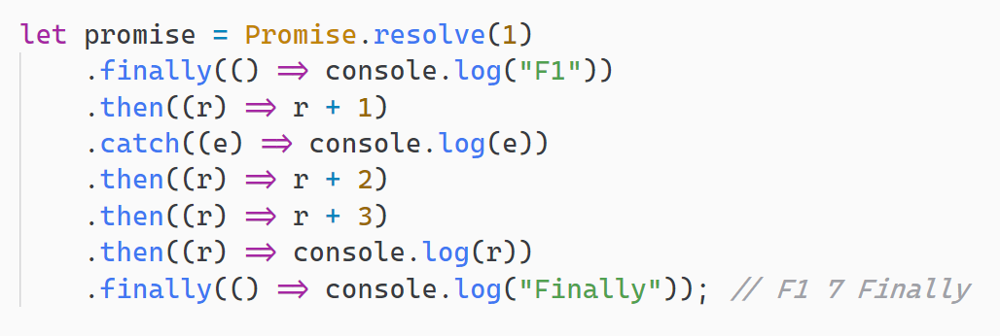 let promise = Promise.resolve(1)
    .finally(() => console.log("F1"))
    .then((r) => r + 1)
    .catch((e) => console.log(e))
    .then((r) => r + 2)
    .then((r) => r + 3)
    .then((r) => console.log(r))
    .finally(() => console.log("Finally")); // F1 7 Finally